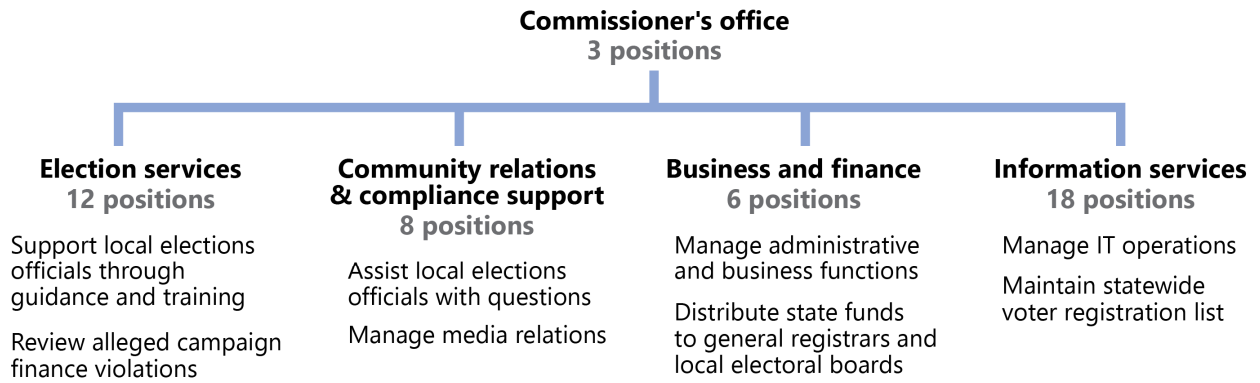 Commissioner's office
3 positions
Election services
12 positions
Support local elections
officials through
guidance and training
Review alleged campaign
finance violations
Community relations
& compliance support
8 positions
Assist local elections
officials with questions
Manage media relations
Business and finance
6 positions
Manage administrative
and business functions
Distribute state funds
to general registrars and
local electoral boards
Information services
18 positions
Manage IT operations
Maintain statewide
voter registration list